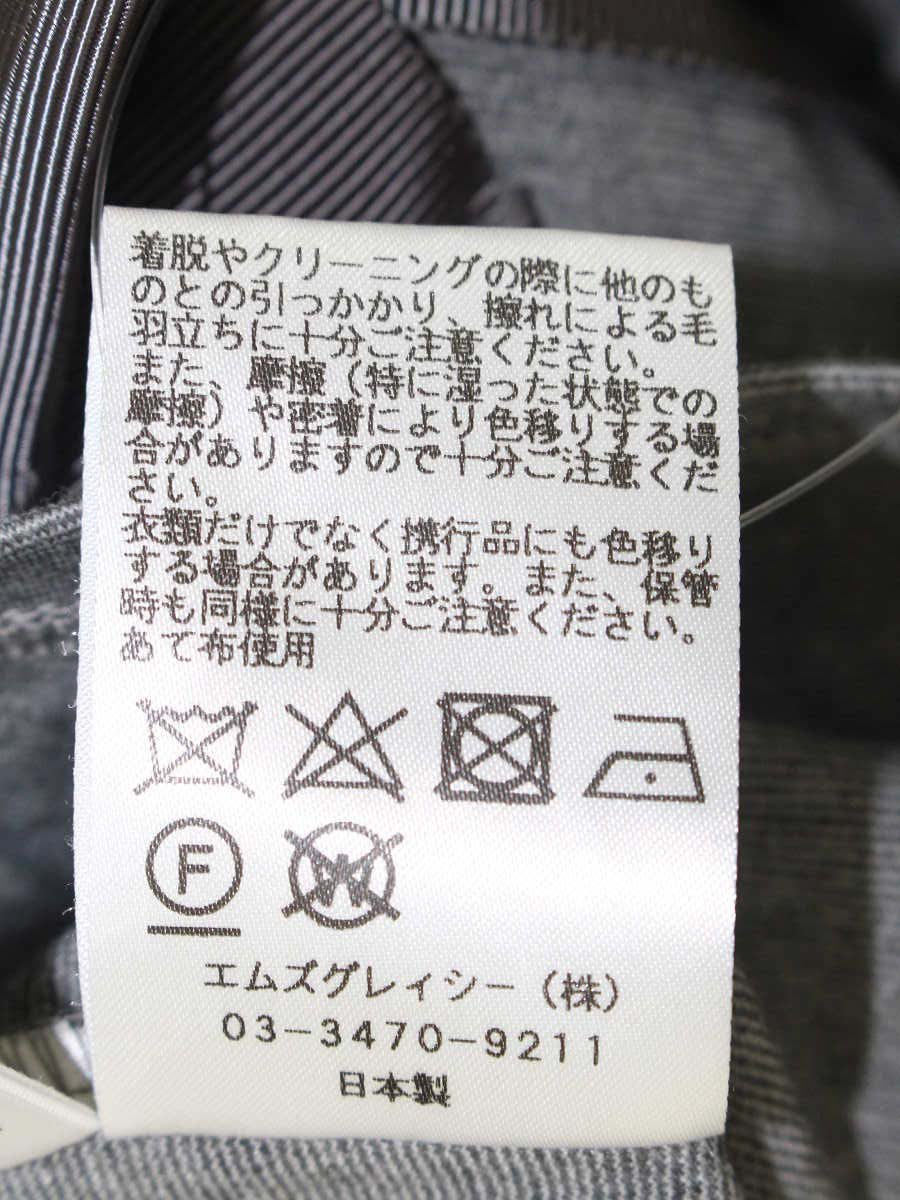 着脱やクリーニングの際に他のも
のとの引っかかり、擦れによる毛
羽立ちに十分ご注意ください。
また、摩擦（特に湿った状態での
摩擦）や密着により色移りする場
合がありますので十分ご注意くだ
さい。
衣類だけでなく携行品にも色移り
する場合があります。また、保管
時も同様に十分ご注意ください。
あて布使用
F W
エムズグレイシー（株）
03-3470-9211
日本製